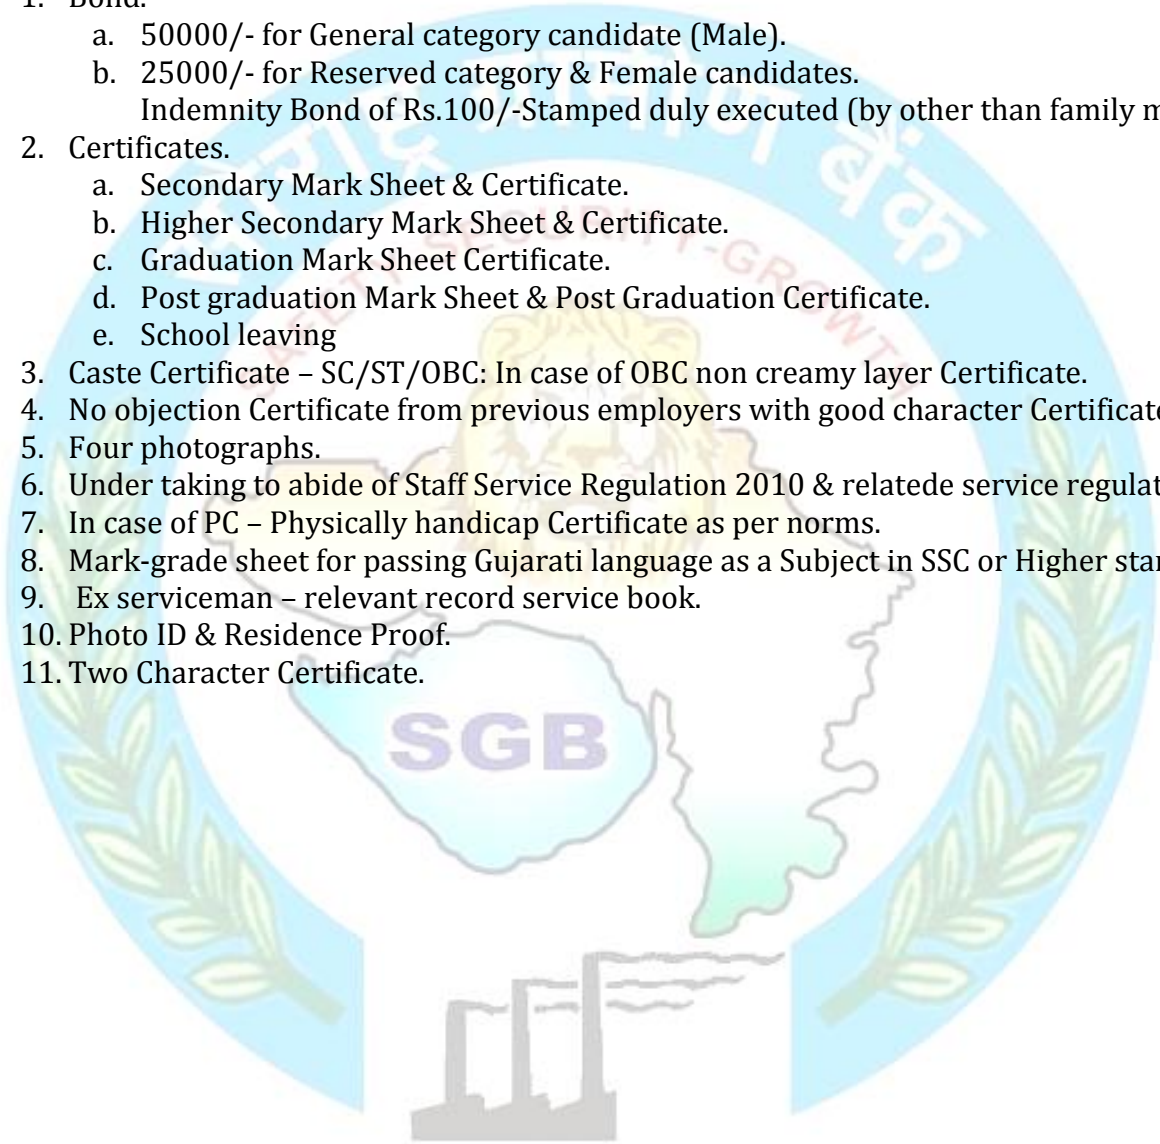 1. Bond.
a. 50000/- for General category candidate (Male).
b. 25000/- for Reserved category & Female candidates.
Indemnity Bond of Rs.100/-Stamped duly executed (by other than family m
2. Certificates.
a. Secondary Mark Sheet & Certificate.
b. Higher Secondary Mark Sheet & Certificate.
c. Graduation Mark Sheet Certificate.
d. Post graduation Mark Sheet & Post Graduation Certificate.
e. School leaving
3. Caste Certificate – SC/ST/OBC: In case of OBC non creamy layer Certificate.
4. No objection Certificate from previous employers with good character Certificate
5. Four photographs.
6. Under taking to abide of Staff Service Regulation 2010 & relatede service regulat
7. In case of PC – Physically handicap Certificate as per norms.
8. Mark-grade sheet for passing Gujarati language as a Subject in SSC or Higher star
9. Ex serviceman – relevant record service book.
10. Photo ID & Residence Proof.
11. Two Character Certificate.
सौराष्ट्र ग्रामीण बैंक
SAFETY-SECURITY-GROWTH
SGB